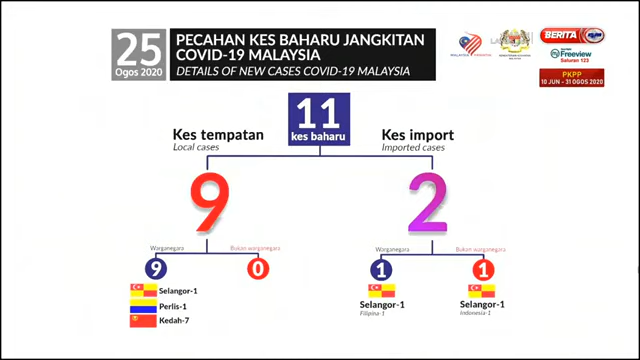 25
Ogos 2020
PECAHAN KES BAHARU JANGKITAN
COVID-19 MALAYSIA
DETAILS OF NEW CASES COVID-19 MALAYSIA
BERITA
Freeview
Saluran 123
PKPP
10 JUN - 31 OGOS 2020
11
kes baharu
Kes tempatan
Local cases
Kes import
Imported cases
9
2
Warganegara
Bukan warganegara
Warganegara
Bukan warganegara
9
0
1
1
Selangor-1
Perlis-1
Kedah-7
Selangor-1
Filipina-1
Selangor-1
Indonesia-1